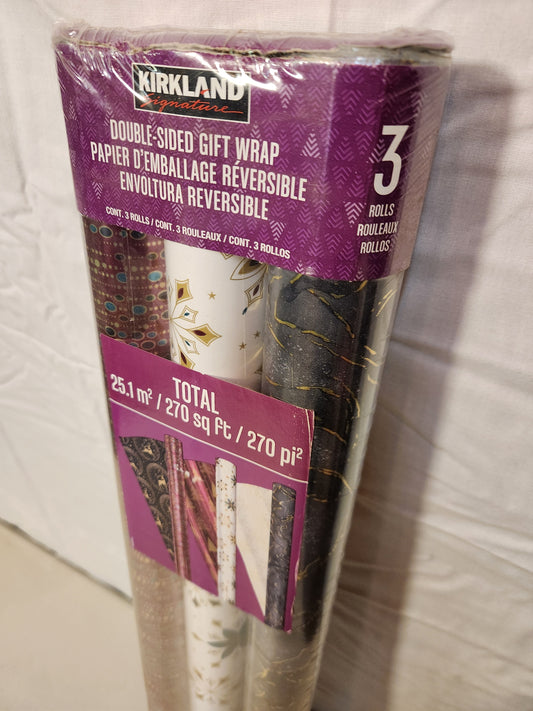 KIRKLAND
Signature
DOUBLE-SIDED GIFT WRAP
PAPIER D'EMBALLAGE RÉVERSIBLE
ENVOLTURA REVERSIBLE
CONT. 3 ROLLS / CONT. 3 ROULEAUX / CONT. 3 ROLLOS
3
ROLLS
ROULEAUX
ROLLOS
TOTAL
25.1 m² / 270 sq ft / 270 pi²